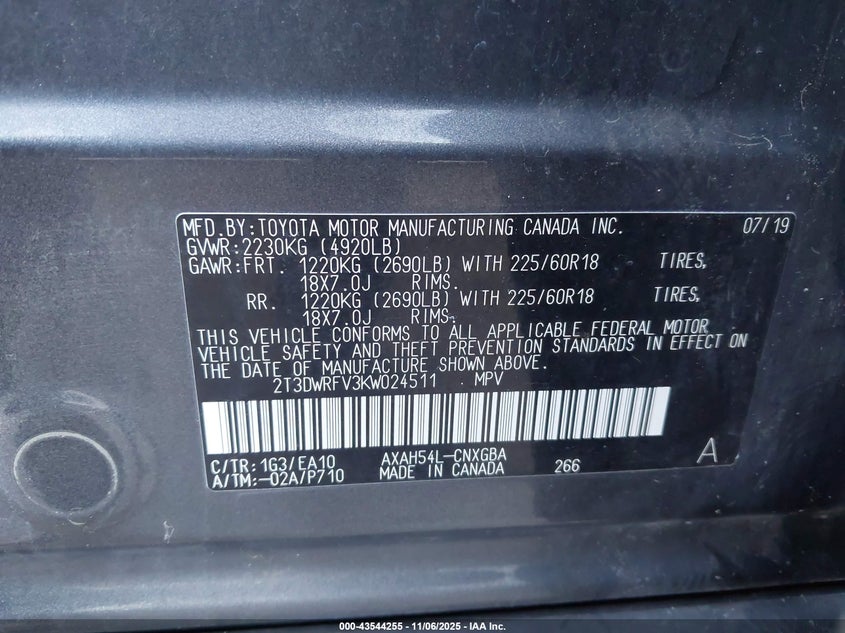 MFD.BY:TOYOTA MOTOR MANUFACTURING CANADA INC. 07/19
GVWR:2230KG (4920LB)
GAWR:FRT. 1220KG (2690LB) WITH 225/60R18 TIRES,
18X7.0J RIMS.
RR. 1220KG (2690LB) WITH 225/60R18 TIRES,
18X7.0J RIMS.
THIS VEHICLE CONFORMS TO ALL APPLICABLE FEDERAL MOTOR
VEHICLE SAFETY AND THEFT PREVENTION STANDARDS IN EFFECT ON
THE DATE OF MANUFACTURE SHOWN ABOVE.
2T3DWRFV3KW024511 MPV
C/TR:1G3/EA10 AXAH54L-CNXGBA A
A/TM:-02A/P710 MADE IN CANADA 266
000-43544255 - 11/06/2025 - IAA Inc.